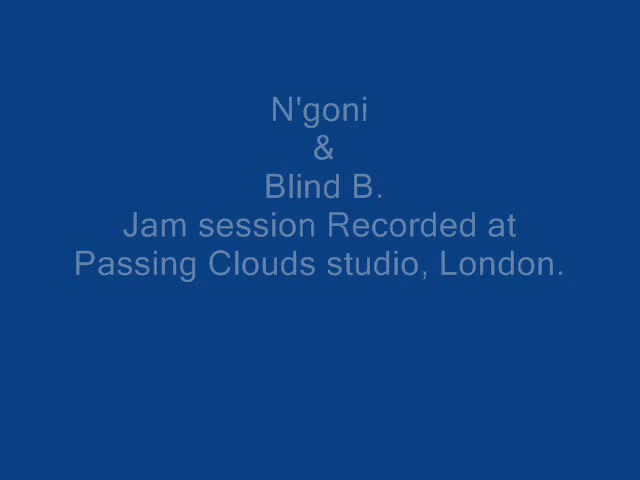 N'goni
&
Blind B.
Jam session Recorded at
Passing Clouds studio, London.